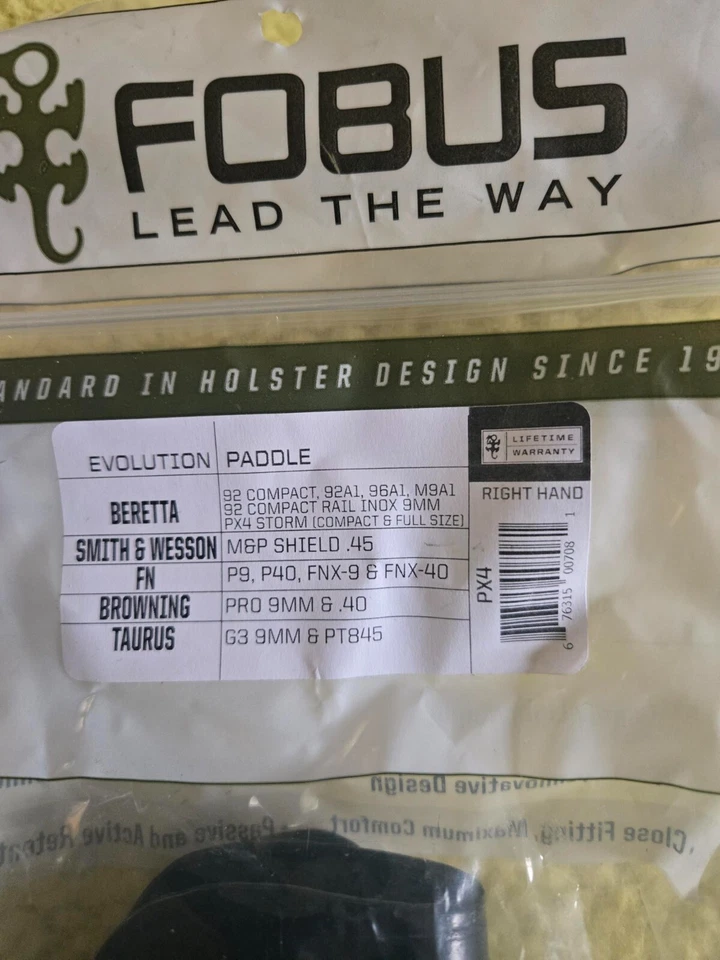 FOBUS
LEAD THE WAY
IN HOLSTER DESIGN SINCE 19
EVOLUTION PADDLE
LIFETIME
WARRANTY
RIGHT HAND
BERETTA
92 COMPACT, 92A1, 96A1, M9A1
92 COMPACT RAIL INOX 9MM
PX4 STORM (COMPACT & FULL SIZE)
SMITH & WESSON M&P SHIELD .45
FN P9, P40, FNX-9 & FNX-40
BROWNING PRO 9MM & .40
TAURUS G3 9MM & PT845
PX4
6 76315 00708 1
Design
Close Fitting, Maximum Comfort
Passive and Active